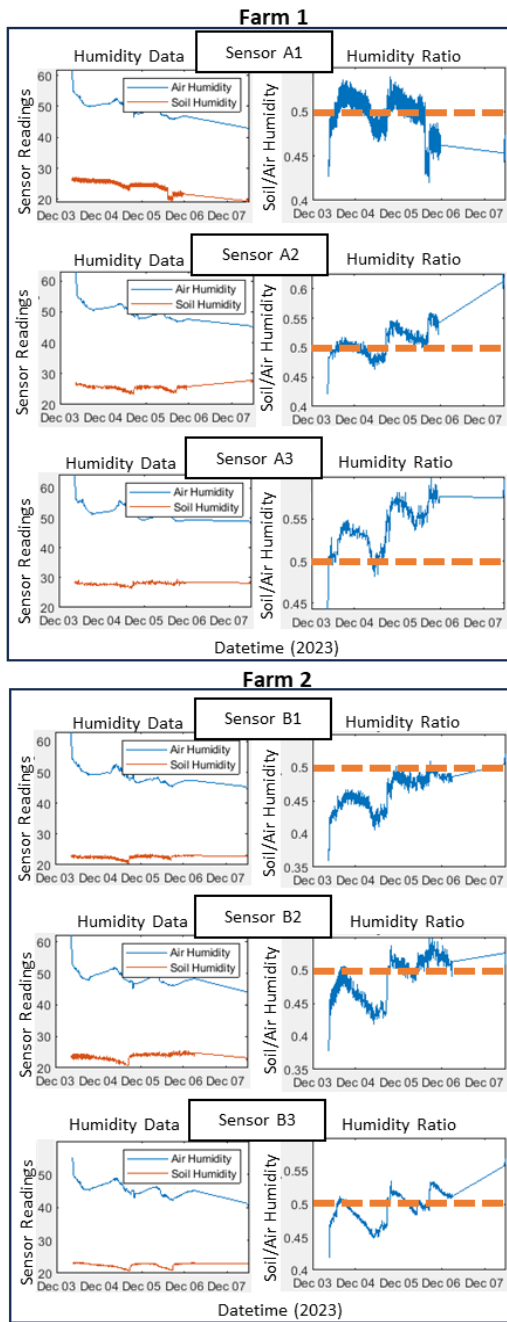 Farm 1
Humidity Data
Sensor A1
Humidity Ratio
Sensor Readings
60
50
40
30
20
Air Humidity
Soil Humidity
Dec 03 Dec 04 Dec 05 Dec 06 Dec 07
Soil/Air Humidity
0.5
0.45
0.4
Dec 03 Dec 04 Dec 05 Dec 06 Dec 07
Humidity Data
Sensor A2
Humidity Ratio
Sensor Readings
60
50
40
30
20
Air Humidity
Soil Humidity
Dec 03 Dec 04 Dec 05 Dec 06 Dec 07
Soil/Air Humidity
0.6
0.55
0.5
0.45
0.4
Dec 03 Dec 04 Dec 05 Dec 06 Dec 07
Humidity Data
Sensor A3
Humidity Ratio
Sensor Readings
60
50
40
30
20
Air Humidity
Soil Humidity
Dec 03 Dec 04 Dec 05 Dec 06 Dec 07
Soil/Air Humidity
0.55
0.5
0.45
Dec 03 Dec 04 Dec 05 Dec 06 Dec 07
Datetime (2023)
Farm 2
Humidity Data
Sensor B1
Humidity Ratio
Sensor Readings
60
50
40
30
20
Air Humidity
Soil Humidity
Dec 03 Dec 04 Dec 05 Dec 06 Dec 07
Soil/Air Humidity
0.5
0.45
0.4
0.35
Dec 03 Dec 04 Dec 05 Dec 06 Dec 07
Humidity Data
Sensor B2
Humidity Ratio
Sensor Readings
60
50
40
30
20
Air Humidity
Soil Humidity
Dec 03 Dec 04 Dec 05 Dec 06 Dec 07
Soil/Air Humidity
0.5
0.45
0.4
0.35
Dec 03 Dec 04 Dec 05 Dec 06 Dec 07
Humidity Data
Sensor B3
Humidity Ratio
Sensor Readings
50
40
30
20
Air Humidity
Soil Humidity
Dec 03 Dec 04 Dec 05 Dec 06 Dec 07
Soil/Air Humidity
0.55
0.5
0.45
0.4
Dec 03 Dec 04 Dec 05 Dec 06 Dec 07
Datetime (2023)